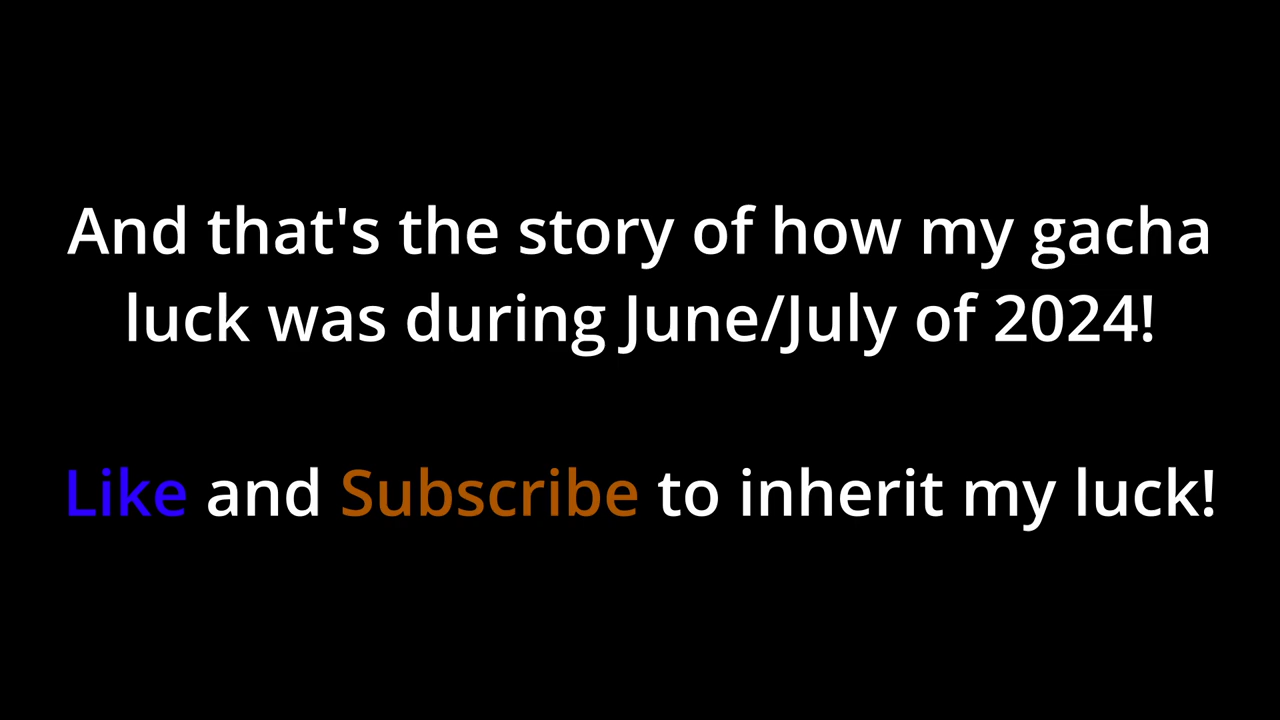 And that's the story of how my gacha
luck was during June/July of 2024!
Like and Subscribe to inherit my luck!